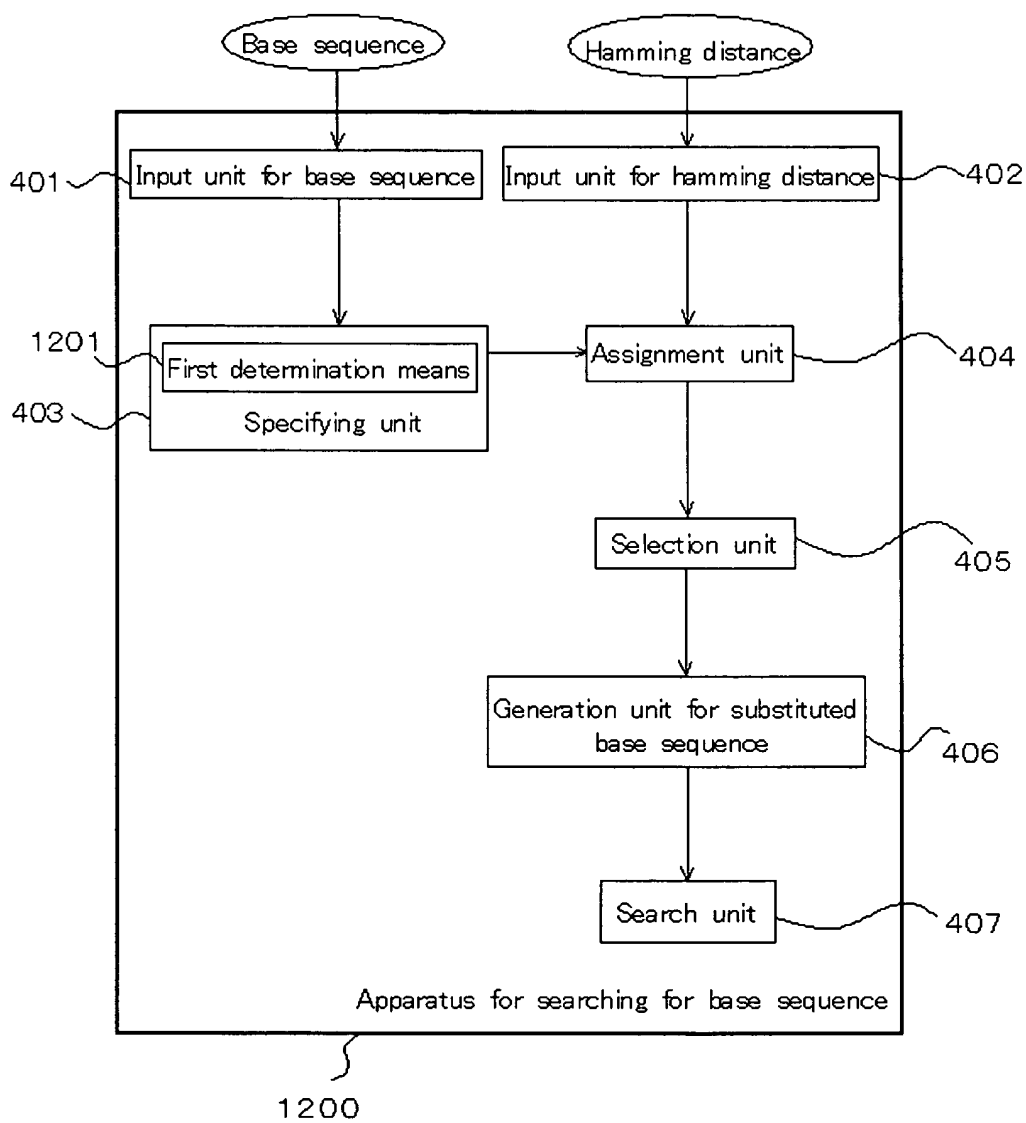 Base sequence
Hamming distance
401
Input unit for base sequence
Input unit for hamming distance
402
1201
First determination means
Assignment unit
404
403
Specifying unit
Selection unit
405
Generation unit for substituted
base sequence
406
Search unit
407
Apparatus for searching for base sequence
1200